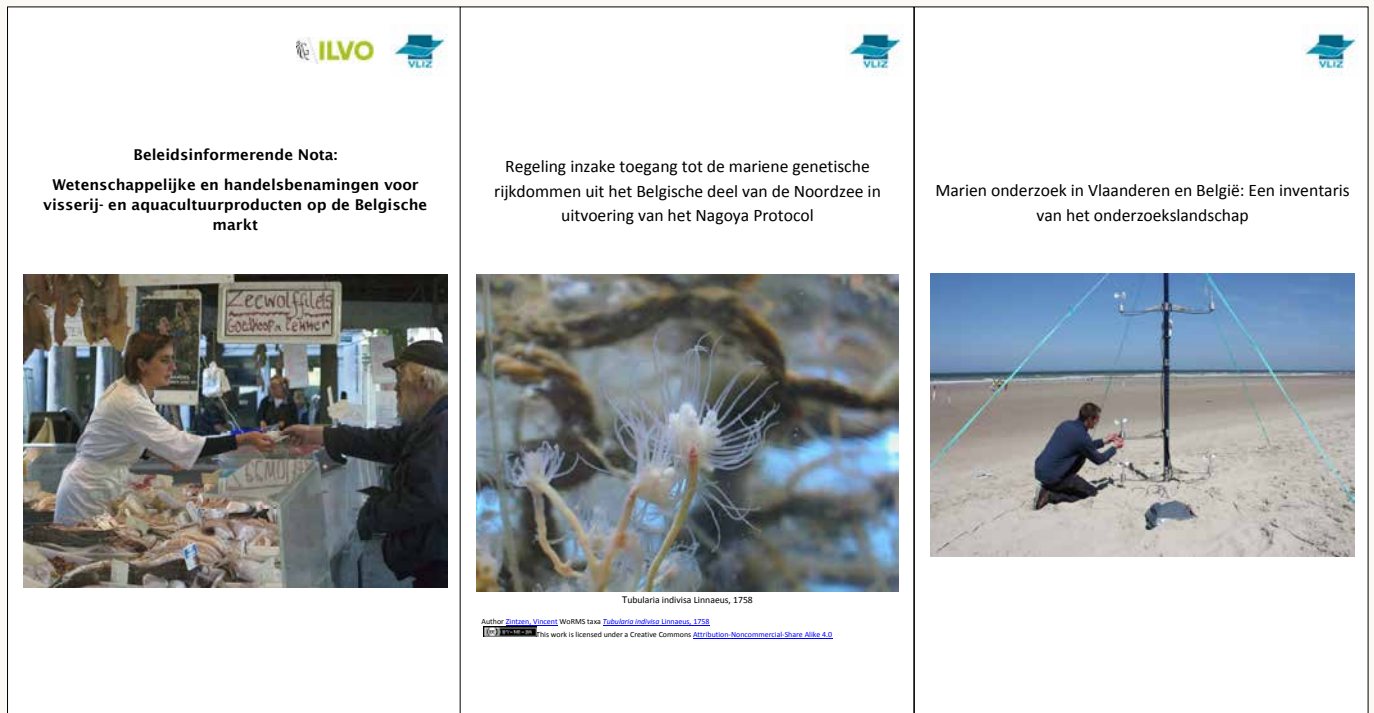 ILVO
VLIZ
Beleidsinformerende Nota:
Wetenschappelijke en handelsbenamingen voor
visserij- en aquacultuurproducten op de Belgische
markt
Zeewolffilets
Goedkoop & lekker
VLIZ
Regeling inzake toegang tot de mariene genetische
rijkdommen uit het Belgische deel van de Noordzee in
uitvoering van het Nagoya Protocol
Tubularia indivisa Linnaeus, 1758
Author Zintzen, Vincent WoRMS taxa Tubularia indivisa Linnaeus, 1758
This work is licensed under a Creative Commons Attribution-Noncommercial-Share Alike 4.0
VLIZ
Marien onderzoek in Vlaanderen en België: Een inventaris
van het onderzoekslandschap